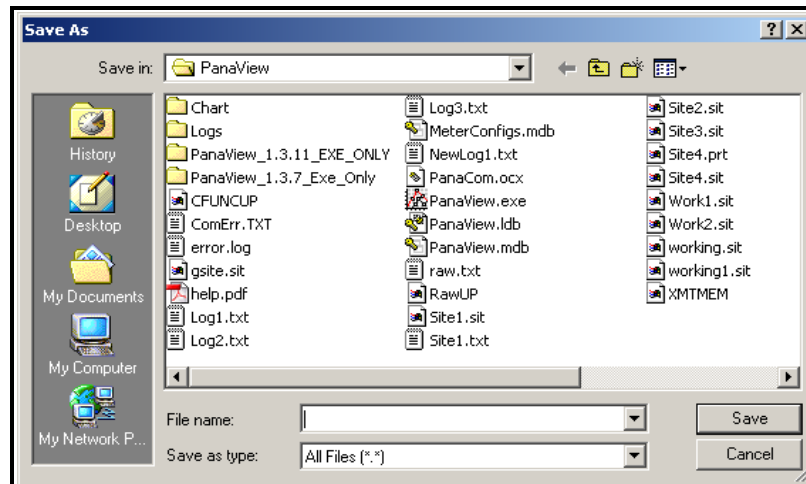 Save As
Save in: PanaView
History
Desktop
My Documents
My Computer
My Network P...
Chart
Logs
PanaView_1.3.11_EXE_ONLY
PanaView_1.3.7_Exe_Only
CFUNCUP
ComErr.TXT
error.log
gsite.sit
help.pdf
Log1.txt
Log2.txt
Log3.txt
MeterConfigs.mdb
NewLog1.txt
PanaCom.ocx
PanaView.exe
PanaView.ldb
PanaView.mdb
raw.txt
RawUP
Site1.sit
Site1.txt
Site2.sit
Site3.sit
Site4.prt
Site4.sit
Work1.sit
Work2.sit
working.sit
working1.sit
XMTMEM
File name:
Save
Save as type: All Files (*.*)
Cancel